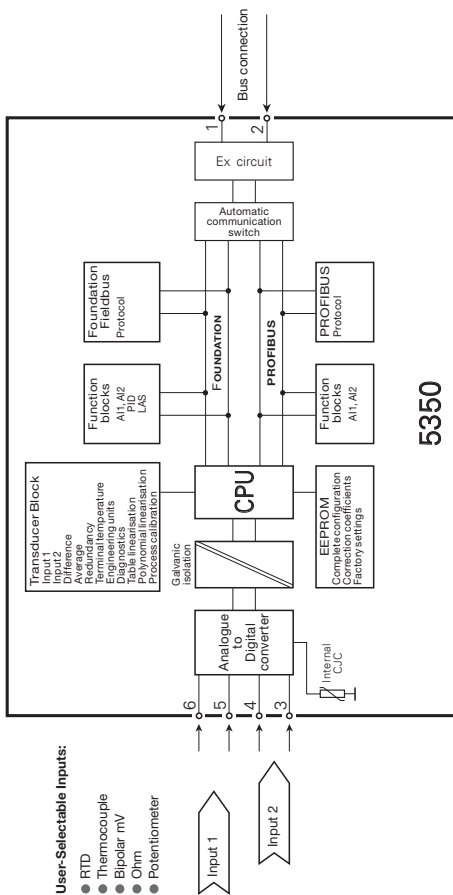 User-Selectable Inputs:
RTD
Thermocouple
Bipolar mV
Ohm
Potentiometer
Input 1
Input 2
6
5
4
3
Analogue
to
Digital
converter
Internal
CJC
Galvanic
isolation
Transducer Block
Input1
Input2
Difference
Average
Redundancy
Terminal temperature
Engineering units
Diagnostics
Table linearisation
Polynomial linearisation
Process calibration
CPU
EEPROM
Complete configuration
Correction coefficients
Factory settings
Function
blocks
AI1, AI2
PID
LAS
Foundation
Fieldbus
Protocol
FOUNDATION
PROFIBUS
Function
blocks
AI1, AI2
PROFIBUS
Protocol
Automatic
communication
switch
Ex circuit
1
2
Bus connection
5350